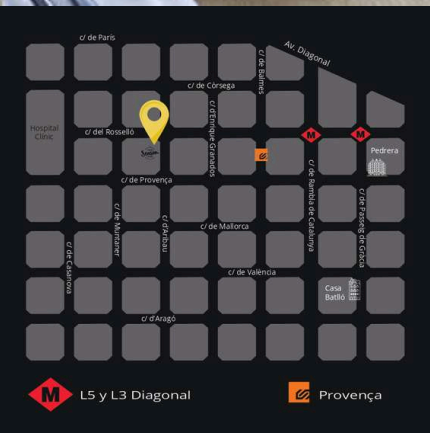 c/ de París
Av. Diagonal
c/ de Balmes
c/ de Còrsega
Hospital
Clínic
c/ del Rosselló
c/ d'Enrique Granados
M
M
Pedrera
c/ de Provença
c/ de Rambla de Catalunya
c/ de Passeig de Gràcia
c/ de Muntaner
c/ d'Aribau
c/ de Mallorca
c/ de Casanova
c/ de València
Casa
Batlló
c/ d'Aragó
M L5 y L3 Diagonal
Provença